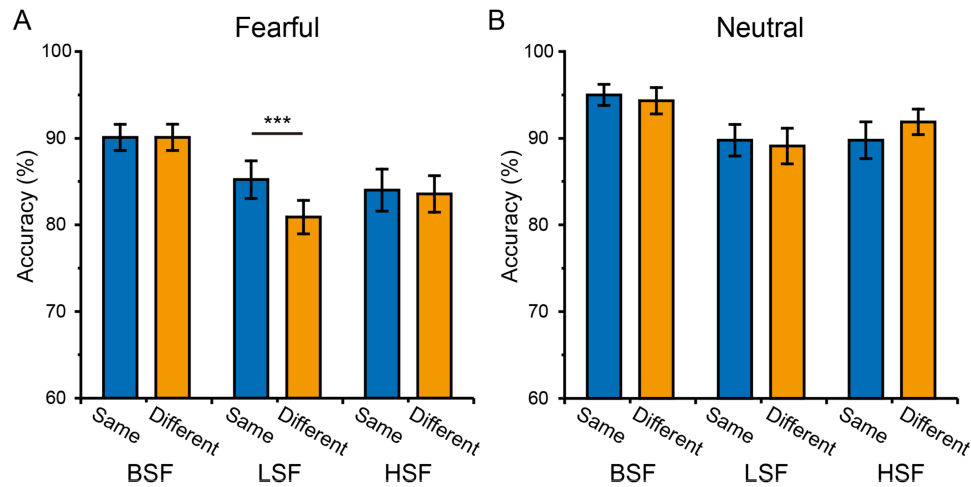 A
Fearful
100
90
80
70
60
Accuracy (%)
***
Same Different Same Different Same Different
BSF LSF HSF
B
Neutral
100
90
80
70
60
Accuracy (%)
Same Different Same Different Same Different
BSF LSF HSF